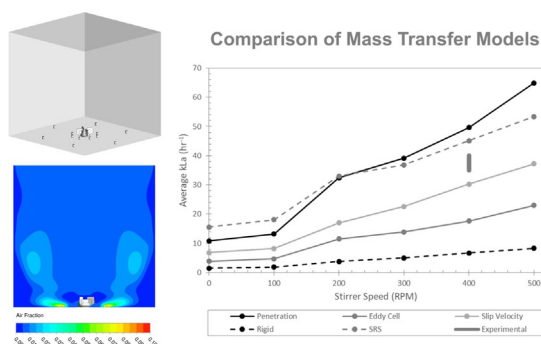 Comparison of Mass Transfer Models
70
60
50
40
30
20
10
0
Average kLa (hr⁻¹)
0 100 200 300 400 500
Stirrer Speed (RPM)
Penetration Eddy Cell Slip Velocity
Rigid SRS Experimental
Air Fraction